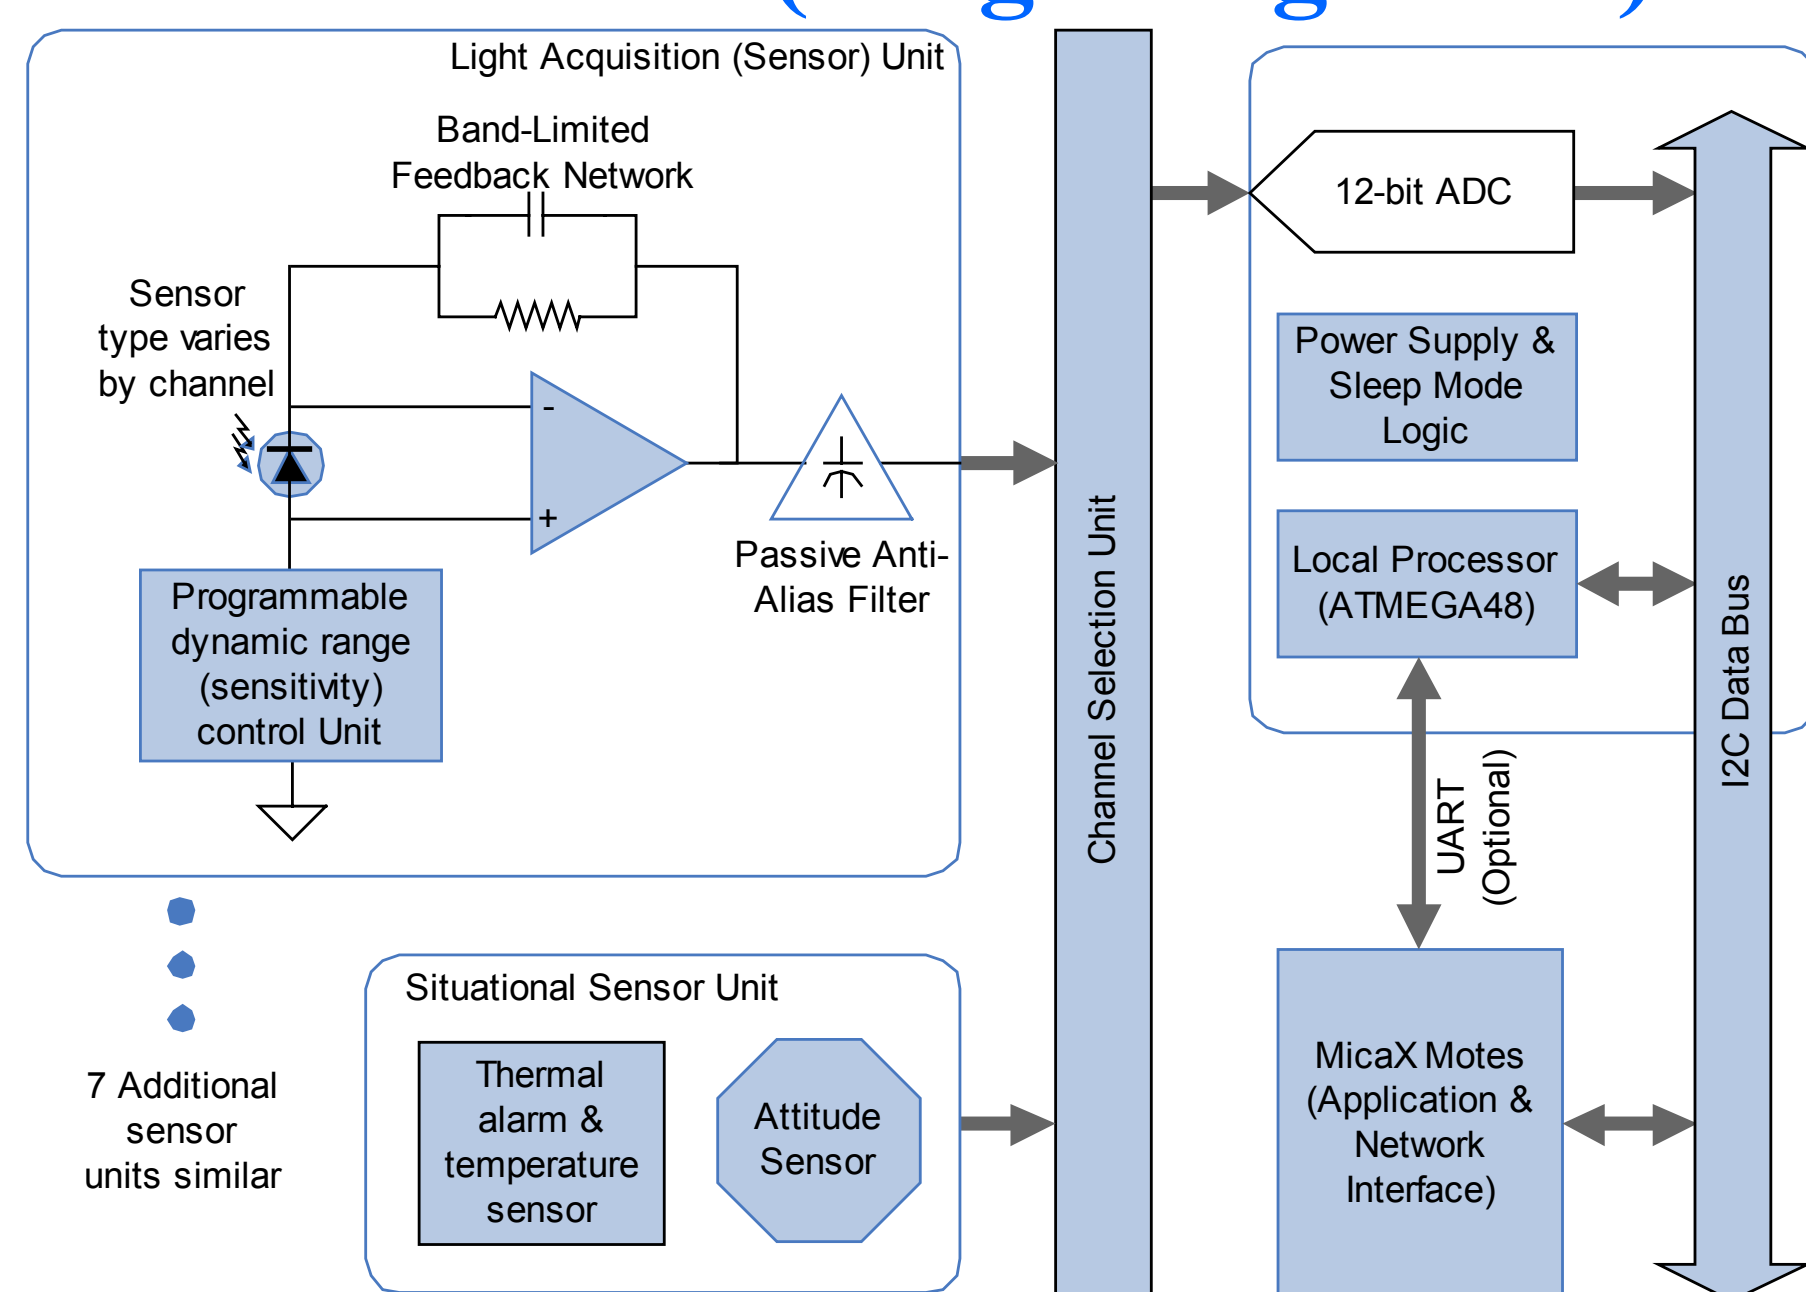 Light Acquisition (Sensor) Unit
Band-Limited
Feedback Network
Sensor
type varies
by channel
-
+
Passive Anti-
Alias Filter
Programmable
dynamic range
(sensitivity)
control Unit
7 Additional
sensor
units similar
Situational Sensor Unit
Thermal
alarm &
temperature
sensor
Attitude
Sensor
Channel Selection Unit
12-bit ADC
Power Supply &
Sleep Mode
Logic
Local Processor
(ATMEGA48)
UART
(Optional)
MicaX Motes
(Application &
Network
Interface)
I2C Data Bus